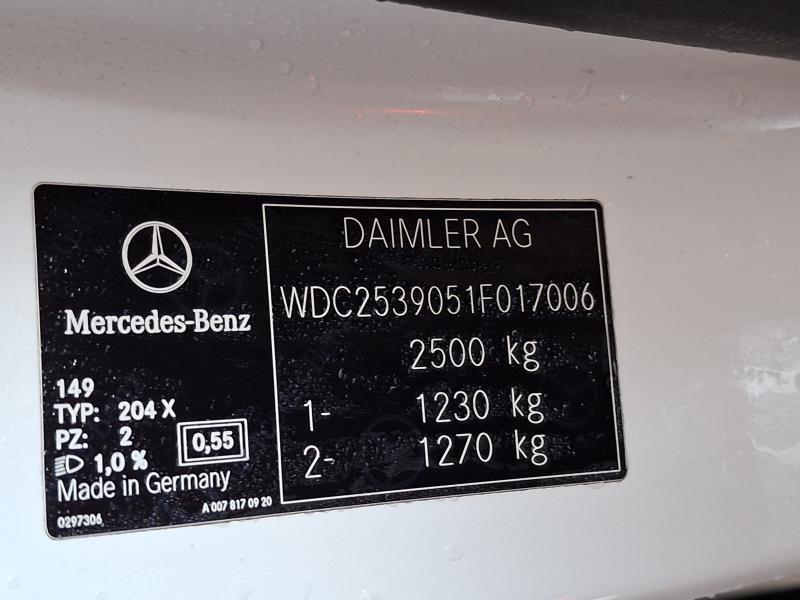 Mercedes-Benz
149
TYP: 204 X
PZ: 2
0,55
1,0 %
Made in Germany
0297306
A 007 817 09 20
DAIMLER AG
WDC2539051F017006
2500 kg
1- 1230 kg
2- 1270 kg